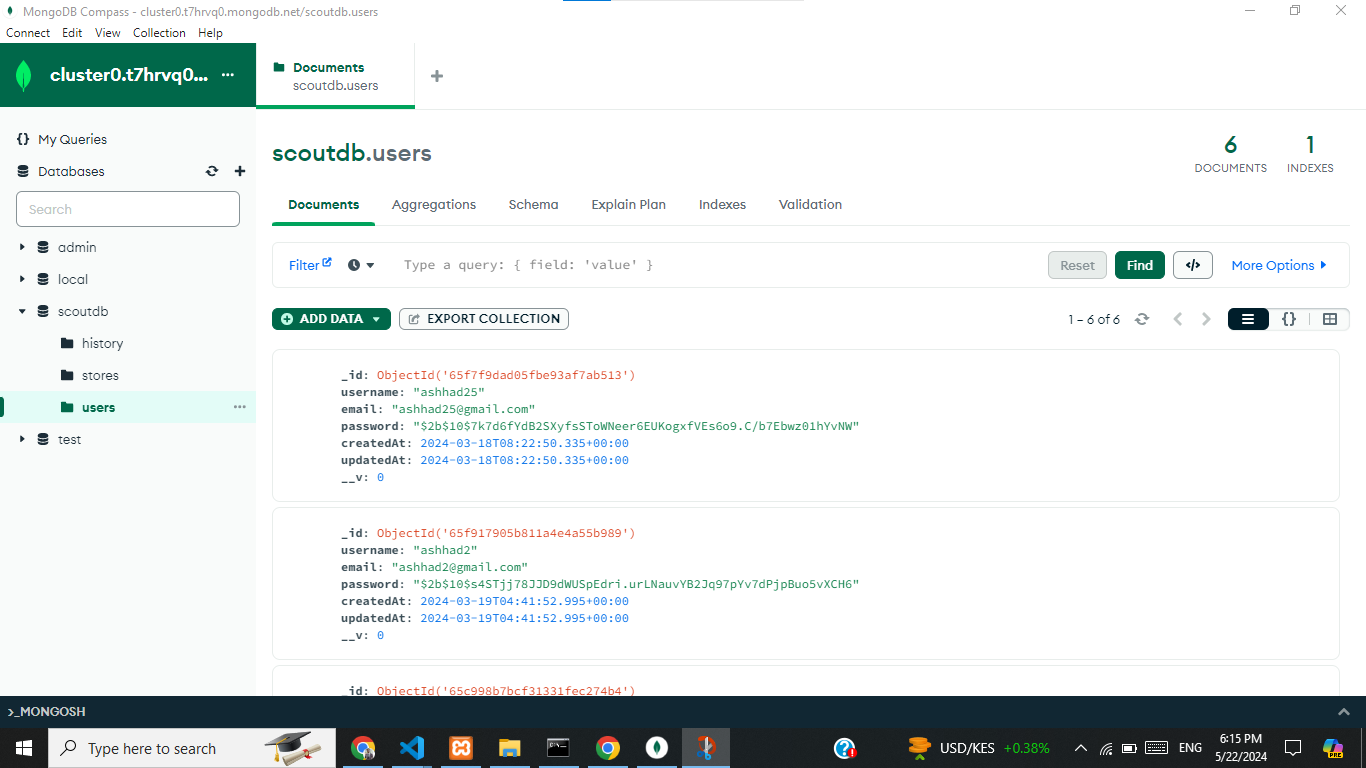 MongoDB Compass - cluster0.t7hrvq0.mongodb.net/scoutdb.users
Connect Edit View Collection Help
cluster0.t7hrvq0... ...
Documents
scoutdb.users
My Queries
Databases
Search
admin
local
scoutdb
history
stores
users
test
scoutdb.users
6
DOCUMENTS
1
INDEXES
Documents Aggregations Schema Explain Plan Indexes Validation
Filter Type a query: { field: 'value' } Reset Find </> More Options
ADD DATA EXPORT COLLECTION 1 – 6 of 6 {}
_id: ObjectId('65f7f9dad05fbe93af7ab513')
username: "ashhad25"
email: "ashhad25@gmail.com"
password: "$2b$10$7k7d6fYdB2SXyfsSToWNeer6EUKogxfVEs6o9.C/b7Ebwz01hYvNW"
createdAt: 2024-03-18T08:22:50.335+00:00
updatedAt: 2024-03-18T08:22:50.335+00:00
__v: 0
_id: ObjectId('65f917905b811a4e4a55b989')
username: "ashhad2"
email: "ashhad2@gmail.com"
password: "$2b$10$s4STjj78JJD9dWUSpEdri.urLNauvYB2Jq97pYv7dPjpBuo5vXCH6"
createdAt: 2024-03-19T04:41:52.995+00:00
updatedAt: 2024-03-19T04:41:52.995+00:00
__v: 0
_id: ObjectId('65c998b7bcf31331fec274b4')
>_MONGOSH
Type here to search
USD/KES +0.38%
ENG
6:15 PM
5/22/2024
PRE